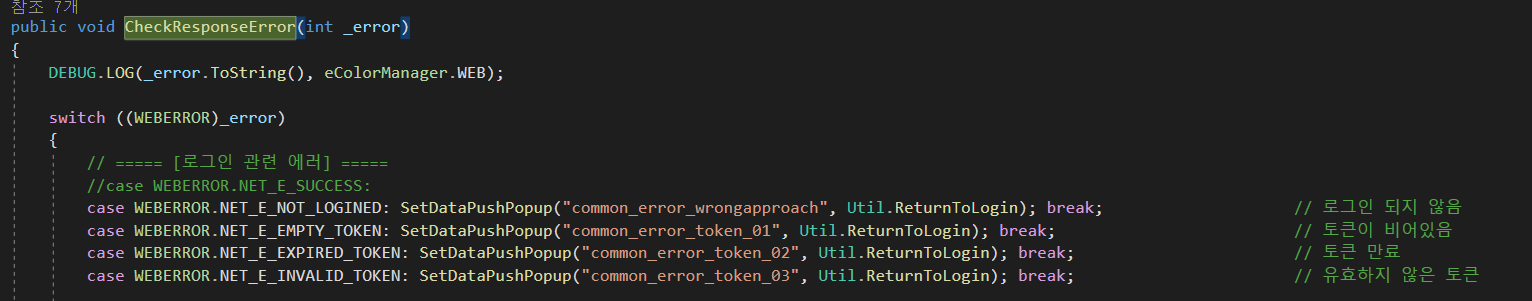 참조 7개
public void CheckResponseError(int _error)
{
DEBUG.LOG(_error.ToString(), eColorManager.WEB);
switch ((WEBERROR)_error)
{
// ===== [로그인 관련 에러] =====
//case WEBERROR.NET_E_SUCCESS:
case WEBERROR.NET_E_NOT_LOGINED: SetDataPushPopup("common_error_wrongapproach", Util.ReturnToLogin); break; // 로그인 되지 않음
case WEBERROR.NET_E_EMPTY_TOKEN: SetDataPushPopup("common_error_token_01", Util.ReturnToLogin); break; // 토큰이 비어있음
case WEBERROR.NET_E_EXPIRED_TOKEN: SetDataPushPopup("common_error_token_02", Util.ReturnToLogin); break; // 토큰 만료
case WEBERROR.NET_E_INVALID_TOKEN: SetDataPushPopup("common_error_token_03", Util.ReturnToLogin); break; // 유효하지 않은 토큰